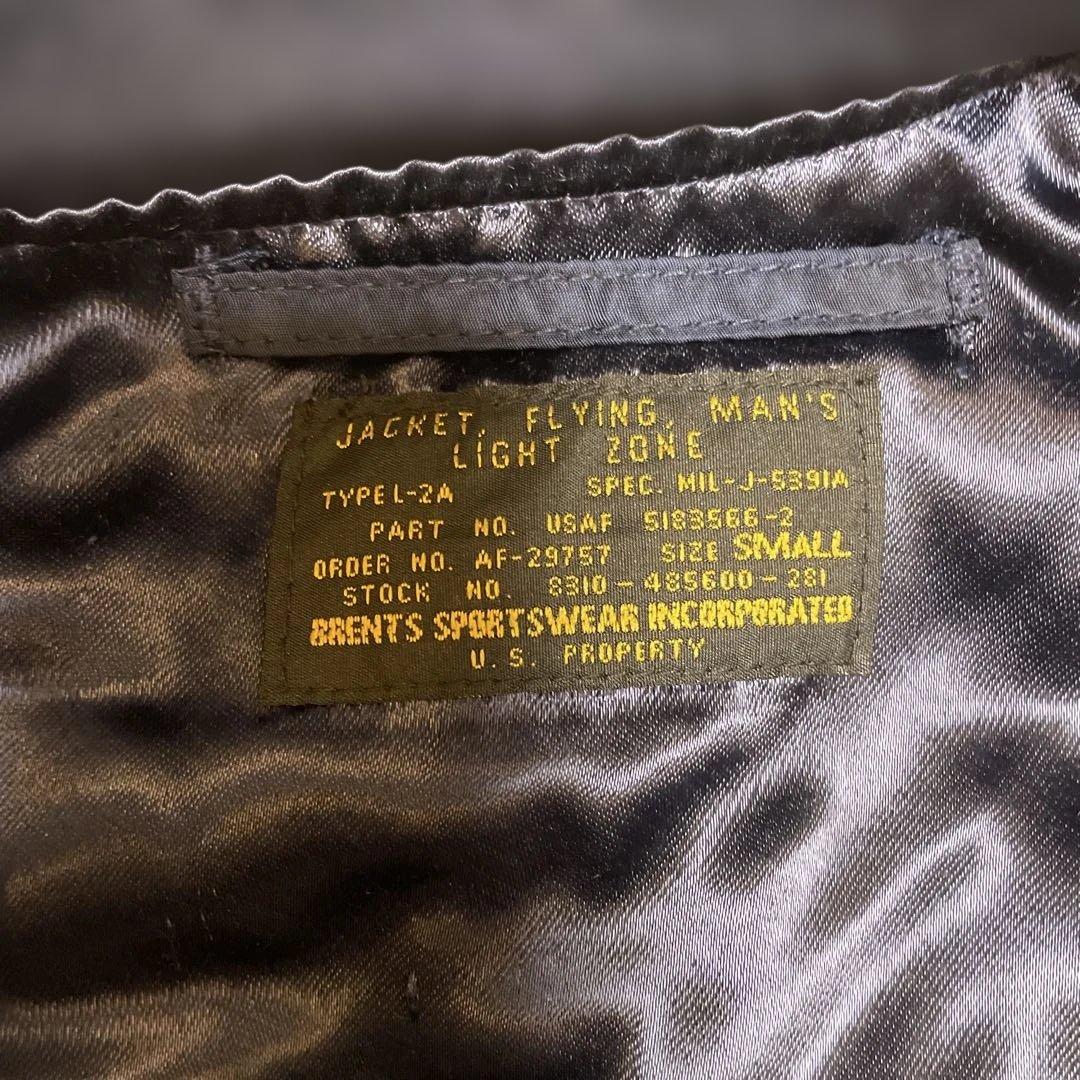 JACKET, FLYING, MAN'S
LIGHT ZONE
TYPE L-2A SPEC. MIL-J-5391A
PART NO. USAF 5183566-2
ORDER NO. AF-29757 SIZE SMALL
STOCK NO. 8310-485600-281
BRENTS SPORTSWEAR INCORPORATED
U.S. PROPERTY